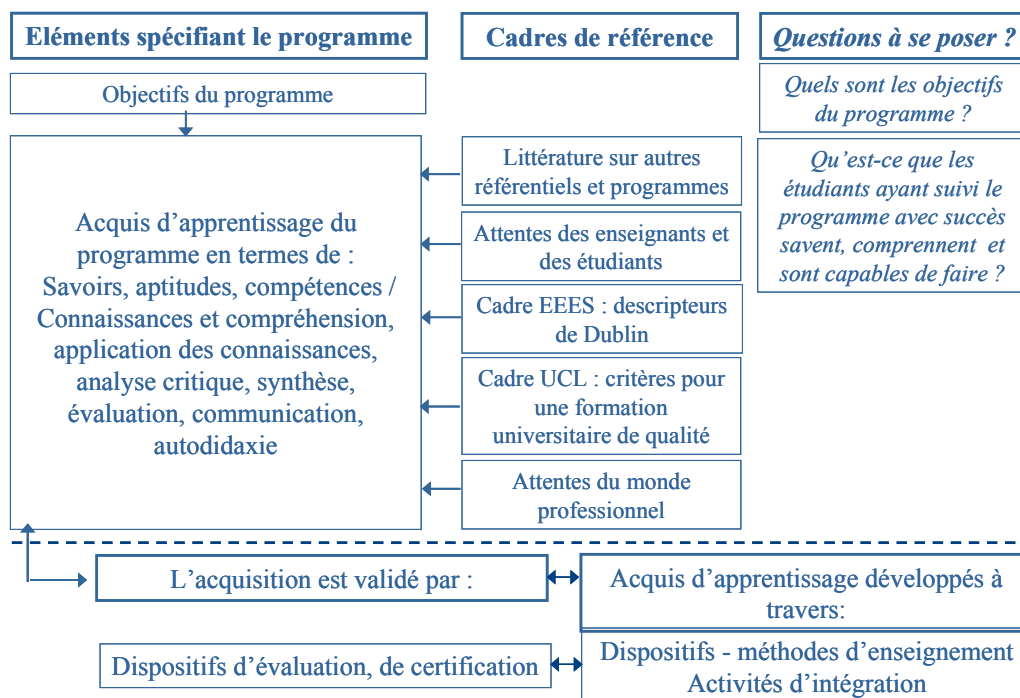 Eléments spécifiant le programme
Cadres de référence
Questions à se poser ?
Objectifs du programme
Quels sont les objectifs
du programme ?
Acquis d'apprentissage du
programme en termes de :
Savoirs, aptitudes, compétences /
Connaissances et compréhension,
application des connaissances,
analyse critique, synthèse,
évaluation, communication,
autodidaxie
Littérature sur autres
référentiels et programmes
Attentes des enseignants et
des étudiants
Cadre EEES : descripteurs
de Dublin
Cadre UCL : critères pour
une formation
universitaire de qualité
Attentes du monde
professionnel
Qu'est-ce que les
étudiants ayant suivi le
programme avec succès
savent, comprennent et
sont capables de faire ?
L'acquisition est validé par :
Acquis d'apprentissage développés à
travers:
Dispositifs d'évaluation, de certification
Dispositifs - méthodes d'enseignement
Activités d'intégration